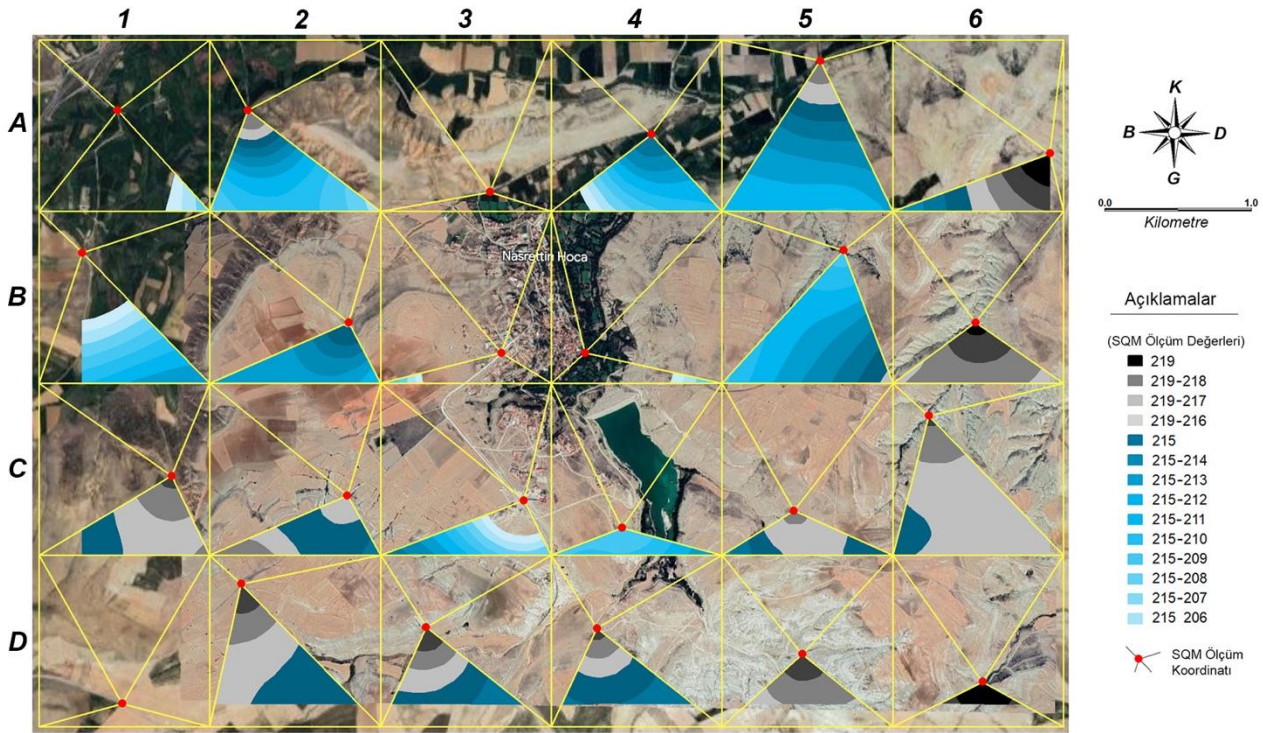 1 2 3 4 5 6
A
B
C
D
Nasrettin Hoca
K
B D
G
0.0 1.0
Kilometre
Açıklamalar
(SQM Ölçüm Değerleri)
219
219-218
219-217
219-216
215
215-214
215-213
215-212
215-211
215-210
215-209
215-208
215-207
215 206
SQM Ölçüm
Koordinatı